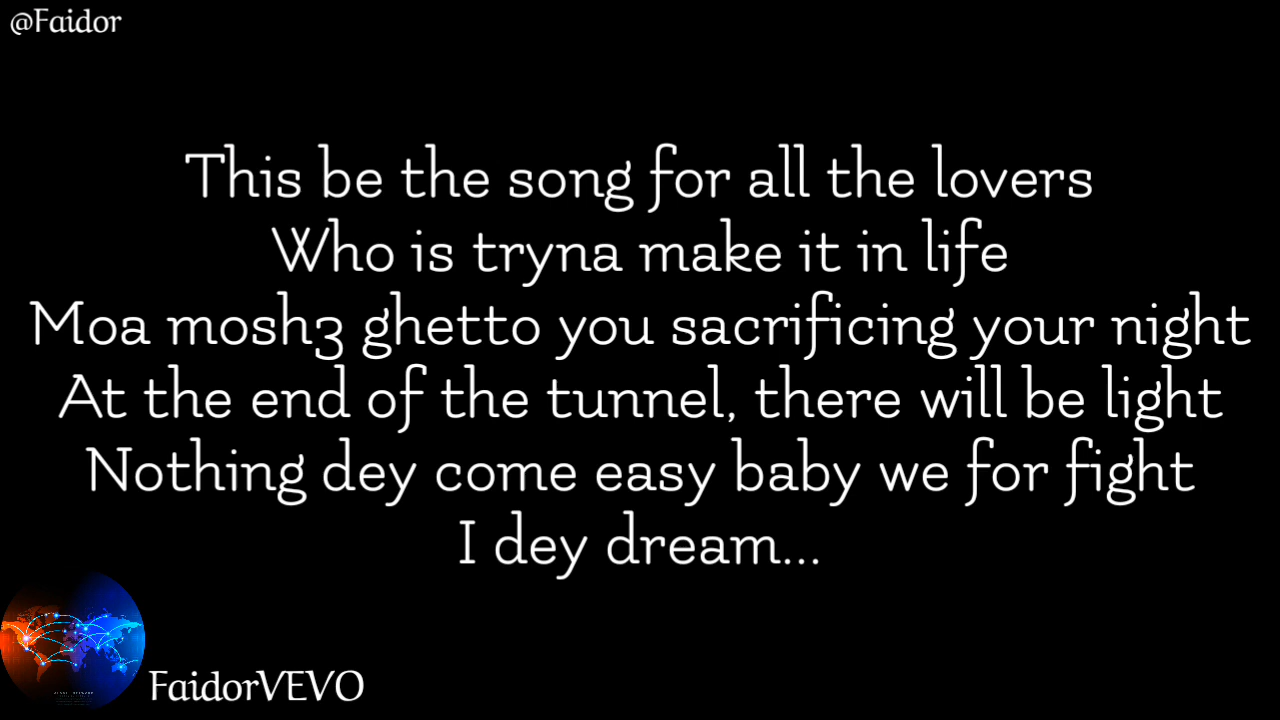 @Faidor
This be the song for all the lovers
Who is tryna make it in life
Moa mosh3 ghetto you sacrificing your night
At the end of the tunnel, there will be light
Nothing dey come easy baby we for fight
I dey dream...
FaidorVEVO